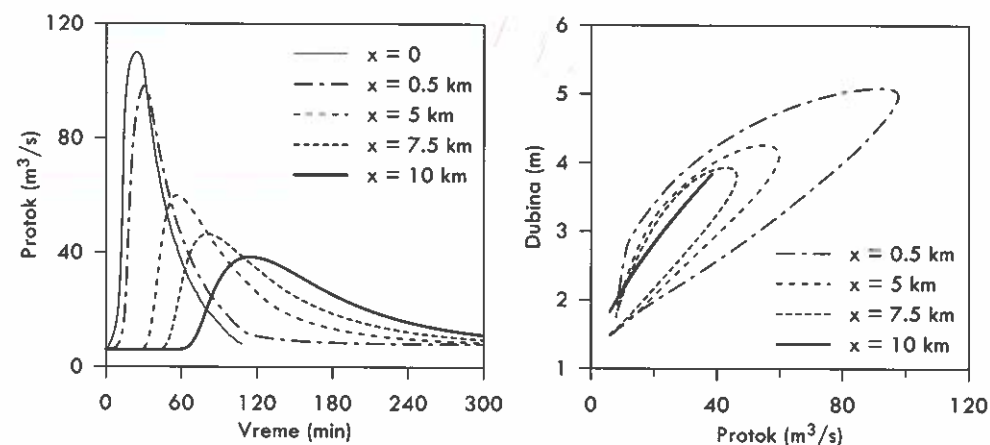 120
80
40
0
Protok (m³/s)
x = 0
x = 0.5 km
x = 5 km
x = 7.5 km
x = 10 km
0 60 120 180 240 300
Vreme (min)
6
5
4
3
2
1
Dubina (m)
x = 0.5 km
x = 5 km
x = 7.5 km
x = 10 km
0 40 80 120
Protok (m³/s)